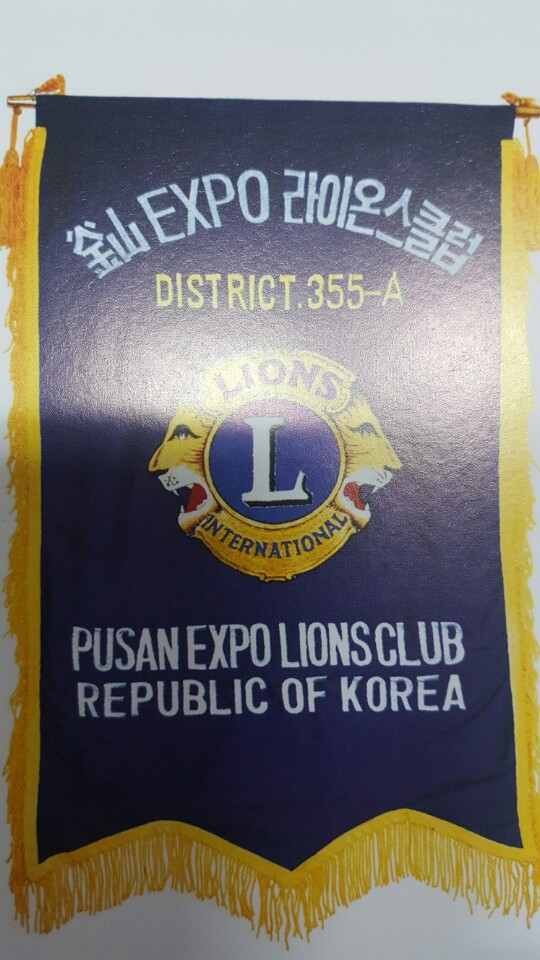 釜山 EXPO 라이온스클럽
DISTRICT.355-A
LIONS
L
INTERNATIONAL
PUSAN EXPO LIONS CLUB
REPUBLIC OF KOREA